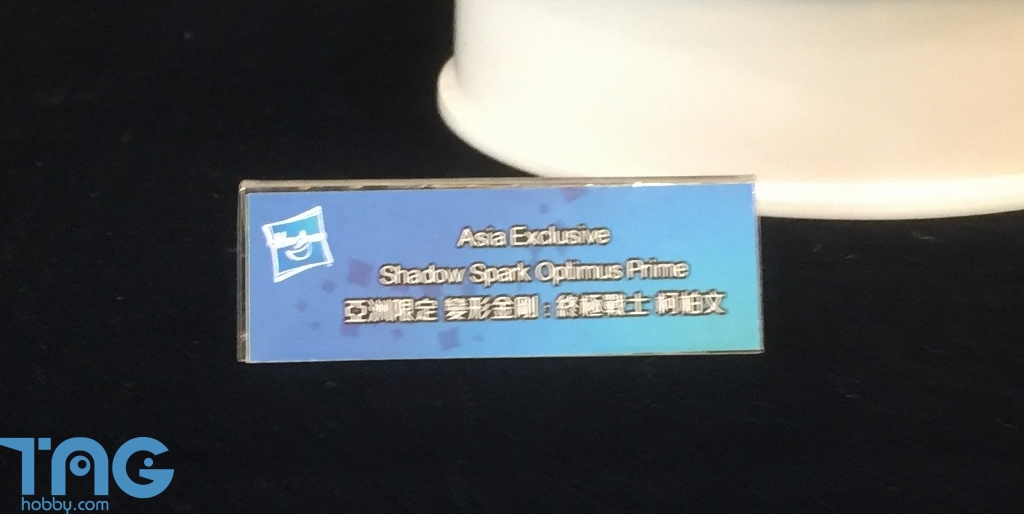 Asia Exclusive
Shadow Spark Optimus Prime
亞洲限定 變形金剛 : 終極戰士 柯柏文
TAG
hobby.com